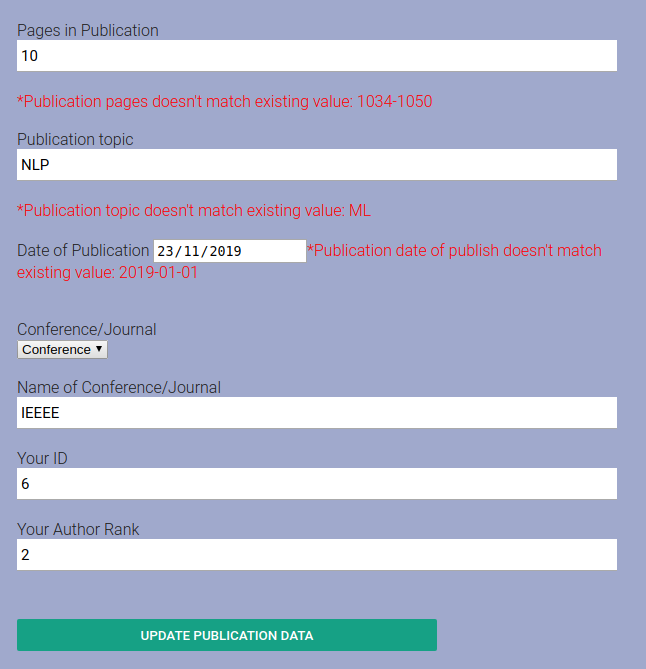 Pages in Publication
10
*Publication pages doesn't match existing value: 1034-1050
Publication topic
NLP
*Publication topic doesn't match existing value: ML
Date of Publication 23/11/2019 *Publication date of publish doesn't match
existing value: 2019-01-01
Conference/Journal
Conference
Name of Conference/Journal
IEEEE
Your ID
6
Your Author Rank
2
UPDATE PUBLICATION DATA